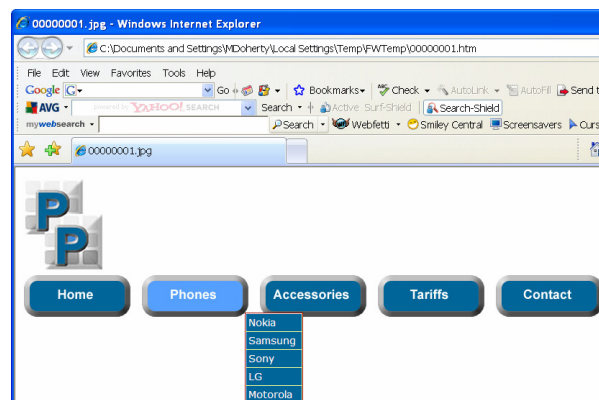 00000001.jpg - Windows Internet Explorer
C:\Documents and Settings\MDoherty\Local Settings\Temp\FWTemp\00000001.htm
File Edit View Favorites Tools Help
Google G Go Bookmarks Check AutoLink AutoFill Send t
AVG powered by YAHOO! SEARCH Search Active Surf-Shield Search-Shield
mywebsearch Search Webfetti Smiley Central Screensavers Curs
00000001.jpg
P
P
Home Phones Accessories Tariffs Contact
Nokia
Samsung
Sony
LG
Motorola